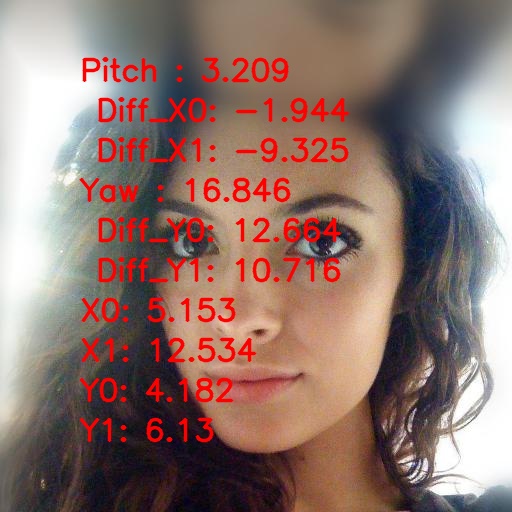 Pitch : 3.209
Diff_X0: -1.944
Diff_X1: -9.325
Yaw : 16.846
Diff_Y0: 12.664
Diff_Y1: 10.716
X0: 5.153
X1: 12.534
Y0: 4.182
Y1: 6.13